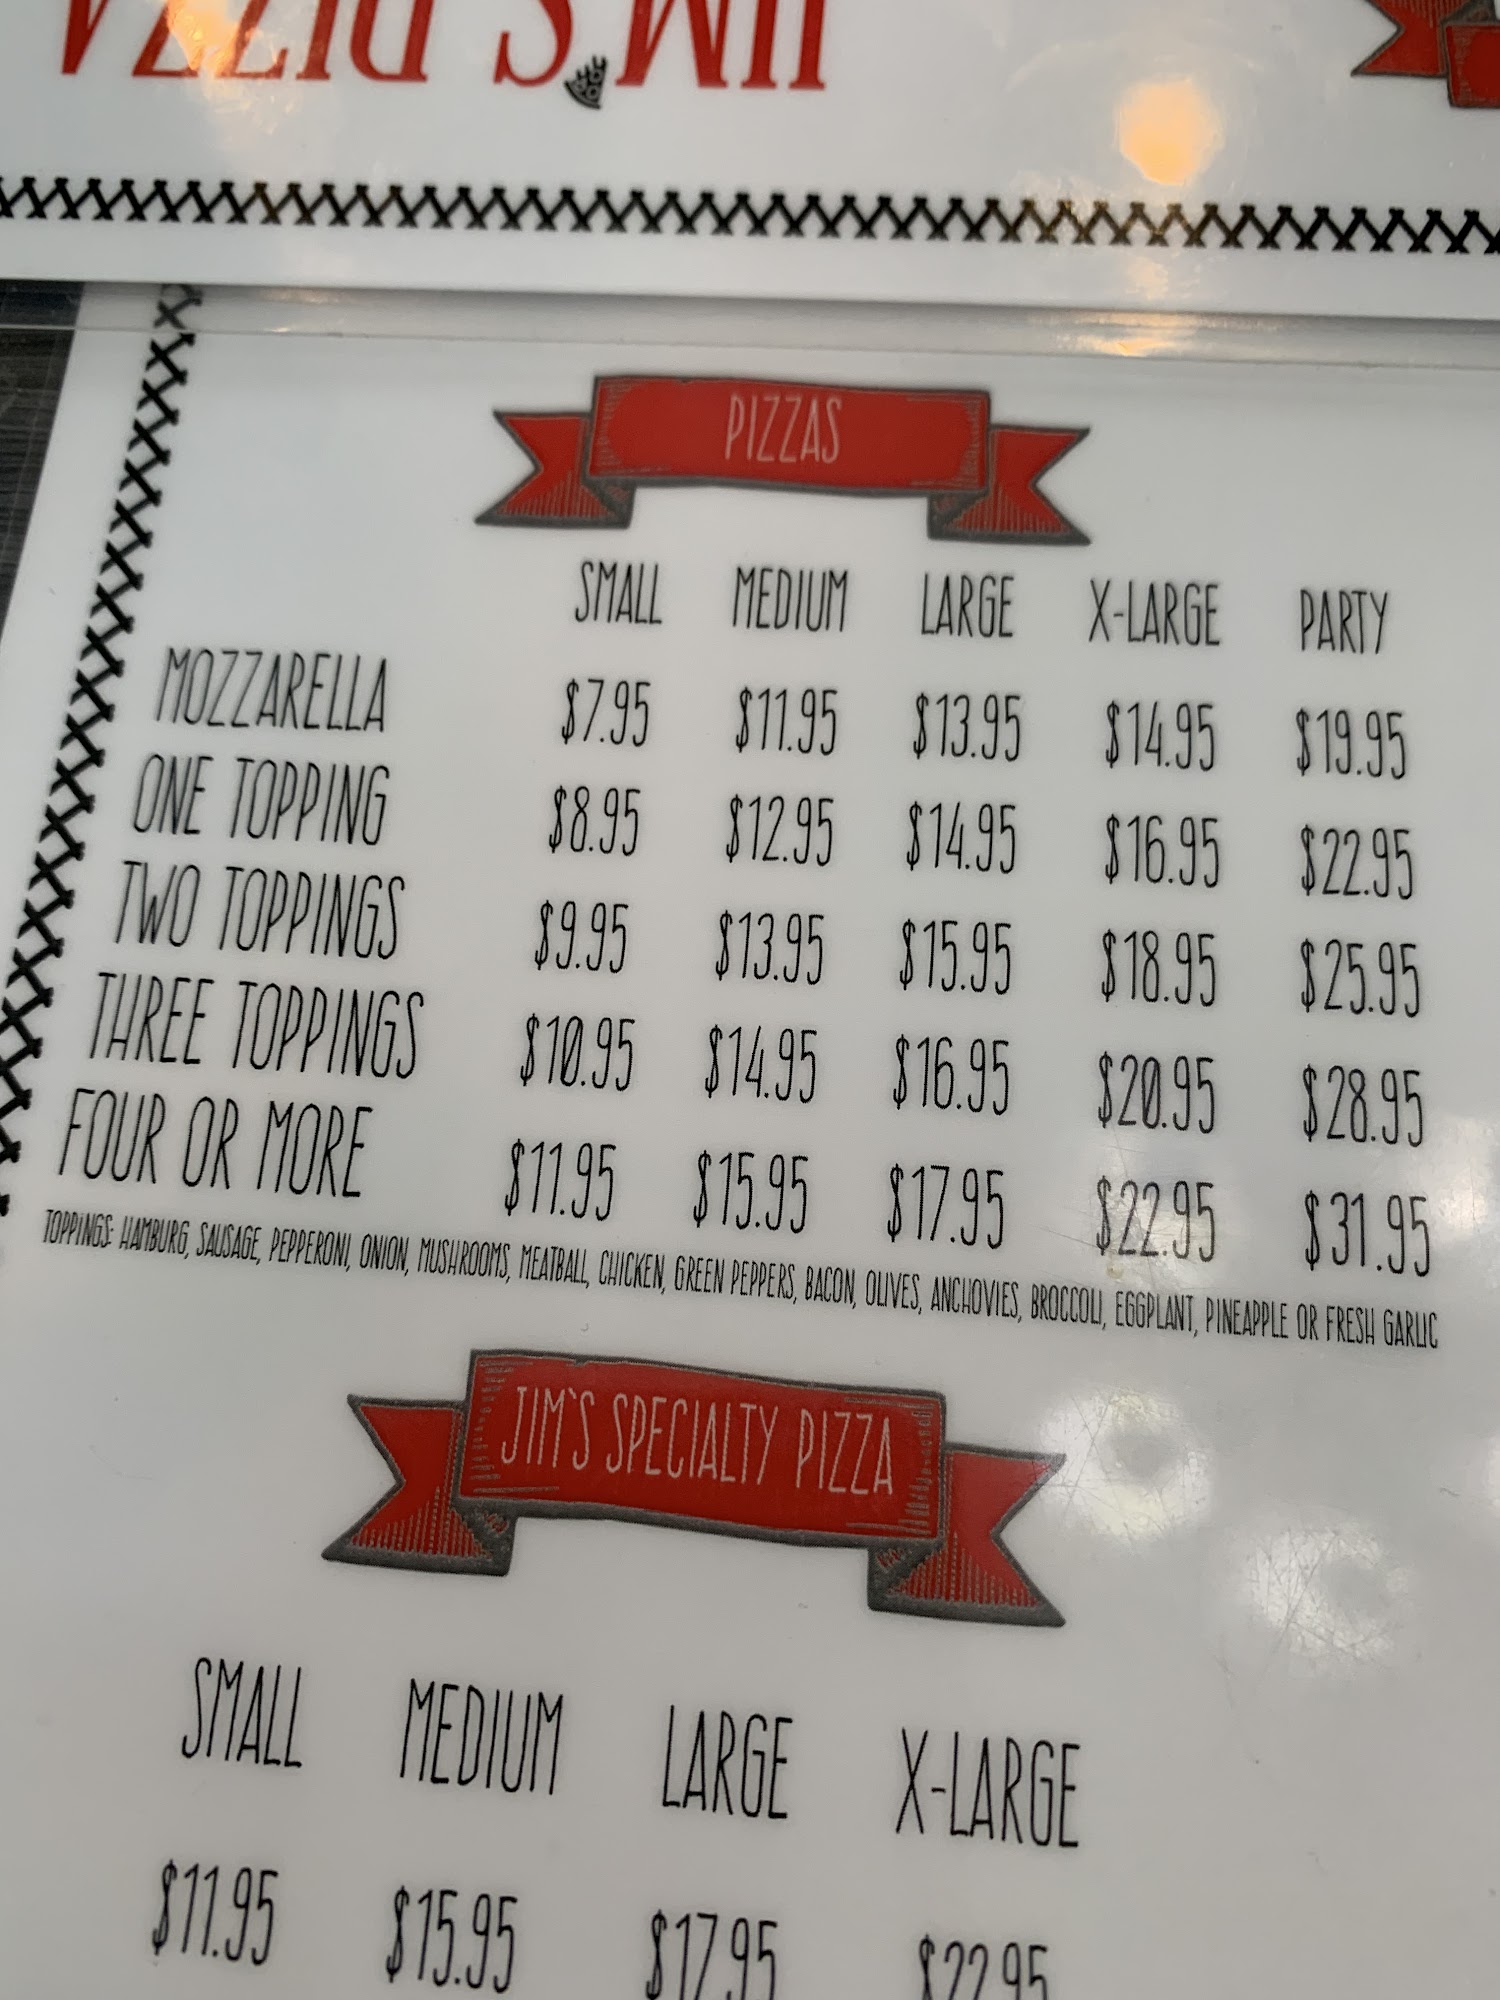 JIM'S PIZZA
PIZZAS
SMALL MEDIUM LARGE X-LARGE PARTY
MOZZARELLA $7.95 $11.95 $13.95 $14.95 $19.95
ONE TOPPING $8.95 $12.95 $14.95 $16.95 $22.95
TWO TOPPINGS $9.95 $13.95 $15.95 $18.95 $25.95
THREE TOPPINGS $10.95 $14.95 $16.95 $20.95 $28.95
FOUR OR MORE $11.95 $15.95 $17.95 $22.95 $31.95
TOPPINGS: HAMBURG, SAUSAGE, PEPPERONI, ONION, MUSHROOMS, MEATBALL, CHICKEN, GREEN PEPPERS, BACON, OLIVES, ANCHOVIES, BROCCOLI, EGGPLANT, PINEAPPLE OR FRESH GARLIC
JIM'S SPECIALTY PIZZA
SMALL MEDIUM LARGE X-LARGE
$11.95 $15.95 $17.95 $22.95